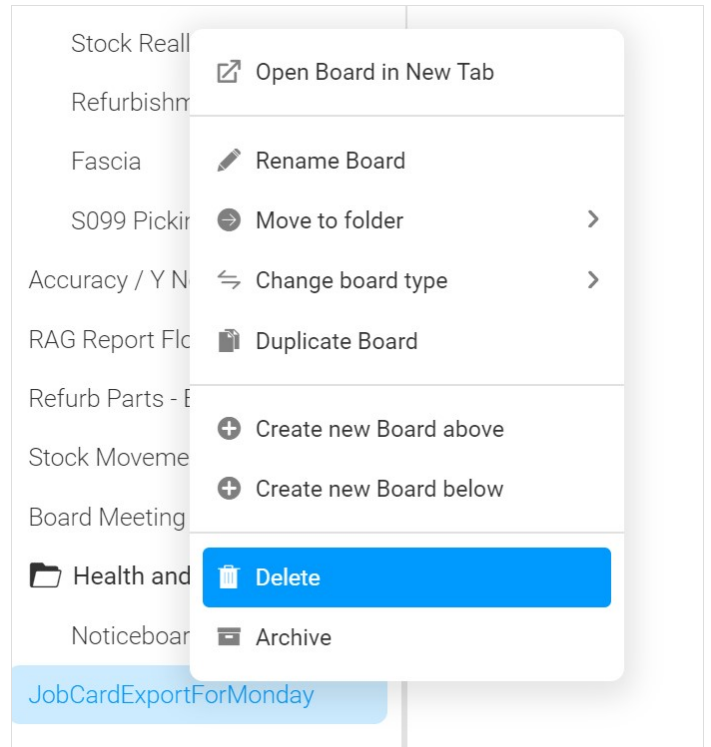 Stock Reall
Open Board in New Tab
Refurbishm
Fascia
Rename Board
S099 Pickin
Move to folder
Accuracy / Y N
Change board type
RAG Report Flo
Duplicate Board
Refurb Parts - E
Create new Board above
Stock Moveme
Create new Board below
Board Meeting
Health and
Delete
Noticeboar
Archive
JobCardExportForMonday